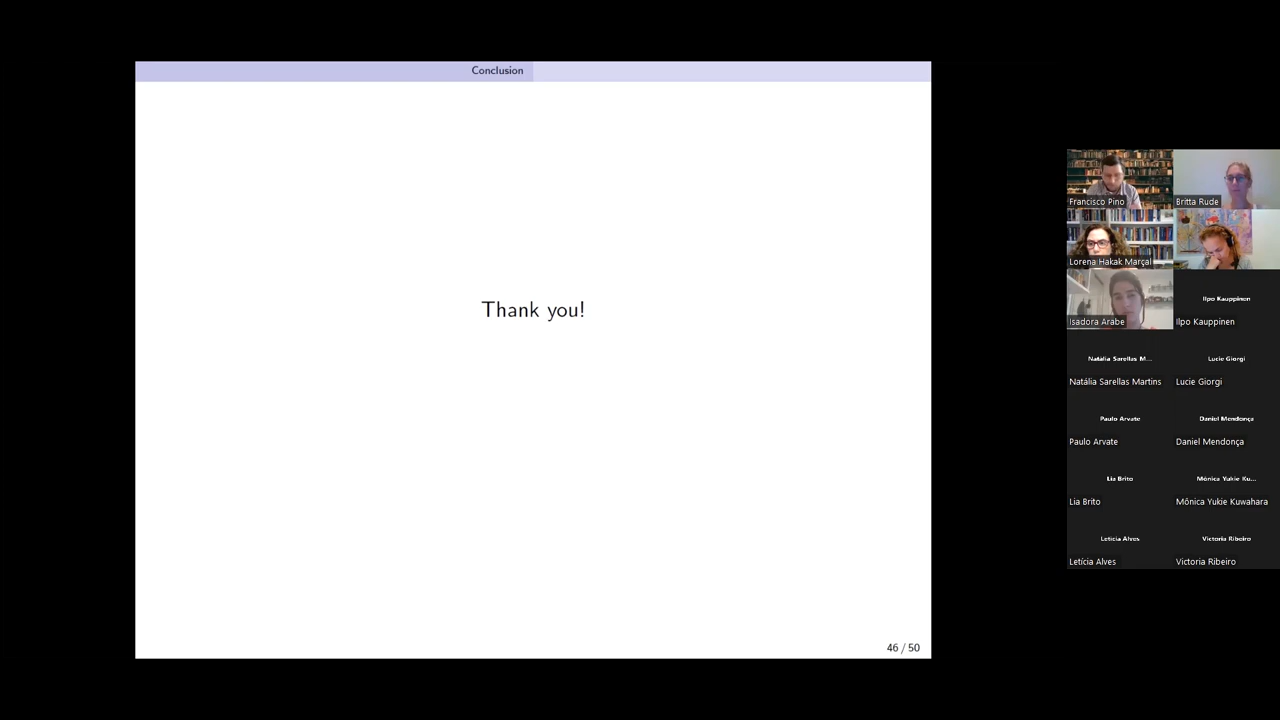 Conclusion
Thank you!
46 / 50
Francisco Pino
Britta Rude
Lorena Hakak Marçal
Isadora Arabe
Ilpo Kauppinen
Ilpo Kauppinen
Natália Sarellas M...
Lucie Giorgi
Natália Sarellas Martins
Lucie Giorgi
Paulo Arvate
Daniel Mendonça
Paulo Arvate
Daniel Mendonça
Lia Brito
Mônica Yukie Ku...
Lia Brito
Mônica Yukie Kuwahara
Letícia Alves
Victoria Ribeiro
Letícia Alves
Victoria Ribeiro